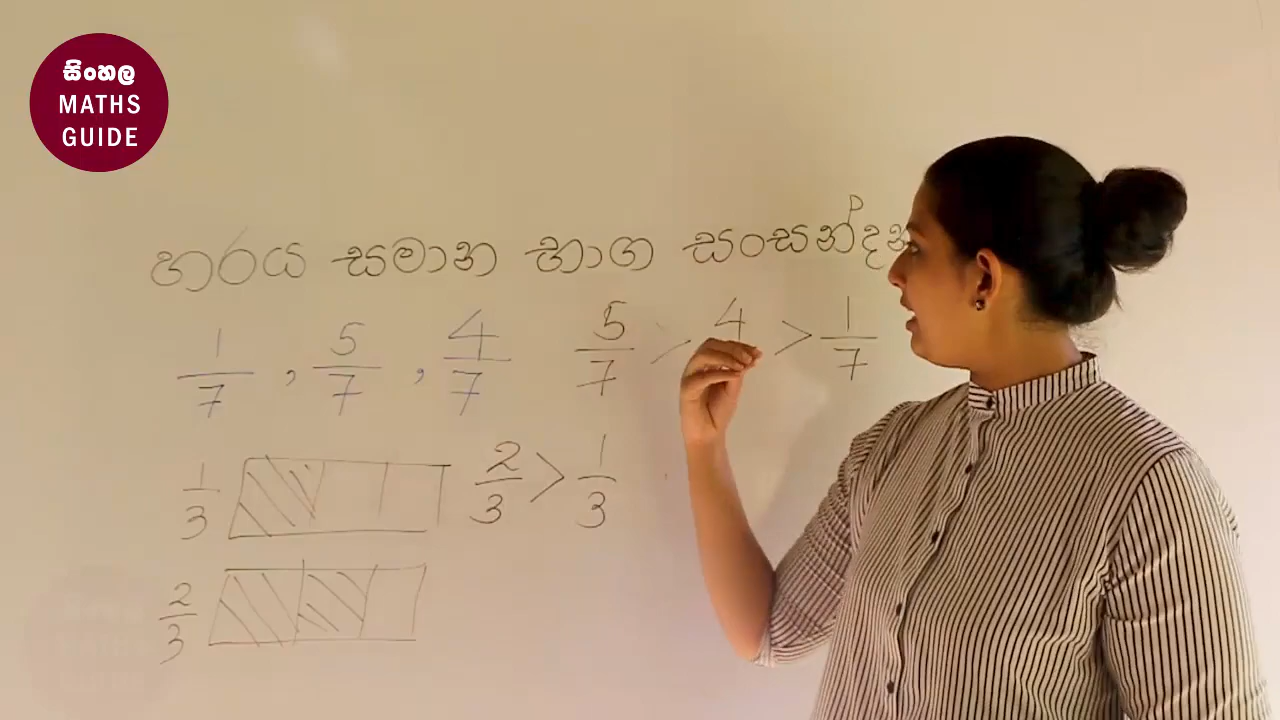 සිංහල
MATHS
GUIDE
හරය සමාන භාග සංසන්දන
1/7 , 5/7 , 4/7
5/7 > 4 > 1/7
1/3
2/3 > 1/3
2/3